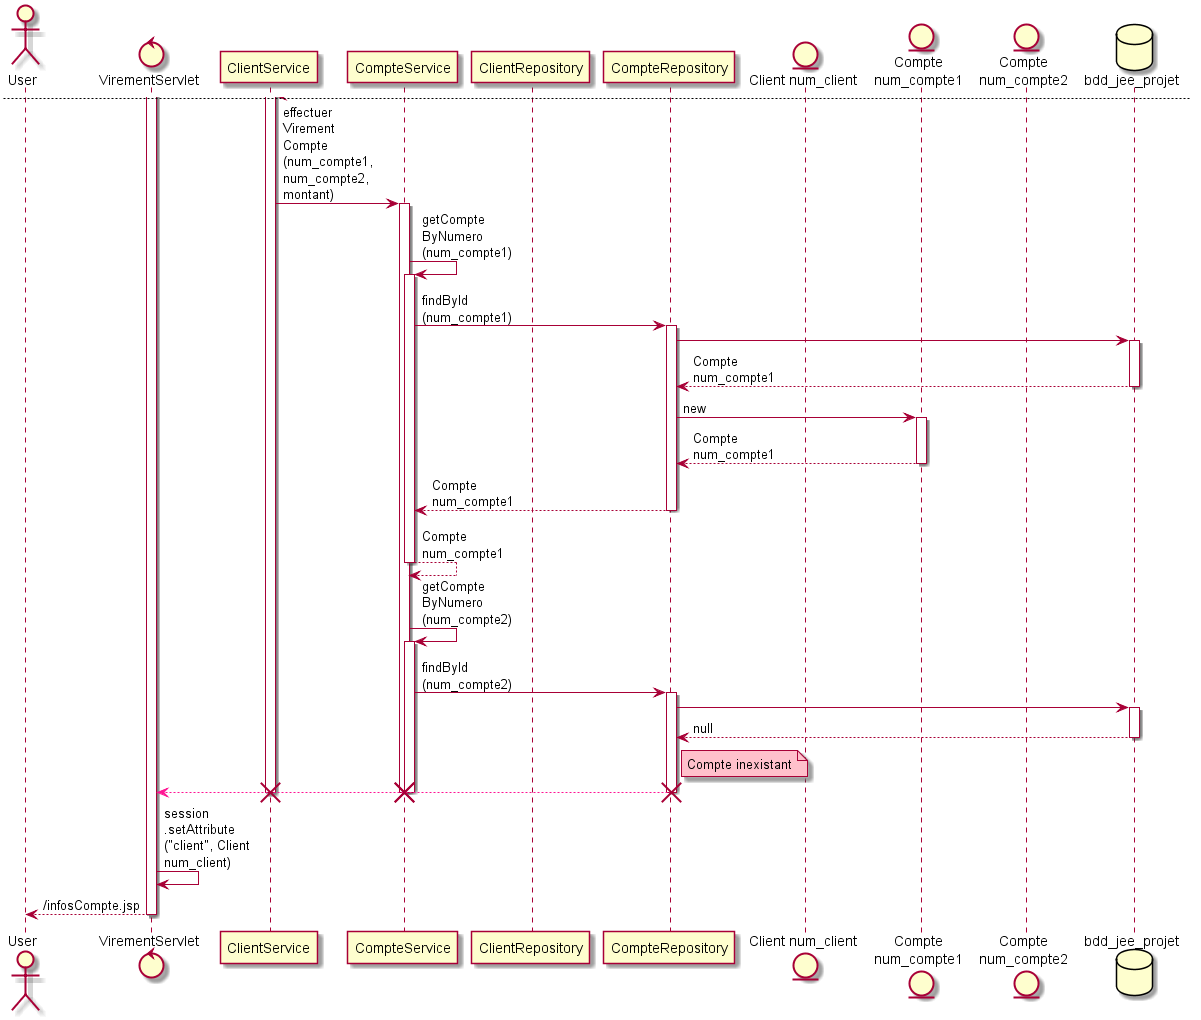 User
VirementServlet
ClientService
CompteService
ClientRepository
CompteRepository
Client num_client
Compte
num_compte1
Compte
num_compte2
bdd_jee_projet
effectuer
Virement
Compte
(num_compte1,
num_compte2,
montant)
getCompte
ByNumero
(num_compte1)
findById
(num_compte1)
Compte
num_compte1
new
Compte
num_compte1
Compte
num_compte1
Compte
num_compte1
getCompte
ByNumero
(num_compte2)
findById
(num_compte2)
null
Compte inexistant
session
.setAttribute
("client", Client
num_client)
/infosCompte.jsp
User
VirementServlet
ClientService
CompteService
ClientRepository
CompteRepository
Client num_client
Compte
num_compte1
Compte
num_compte2
bdd_jee_projet